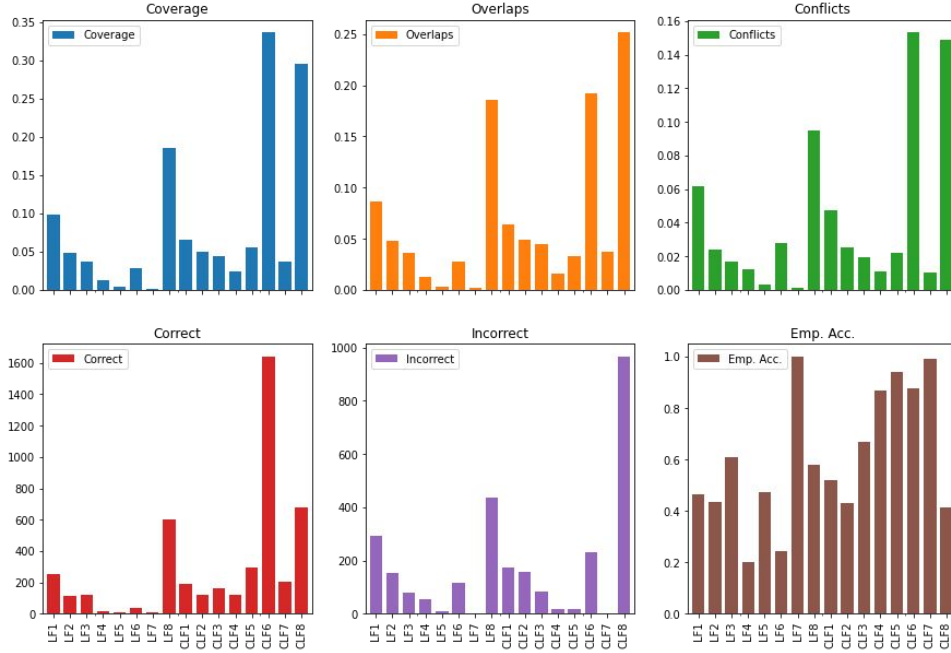 Coverage
Overlaps
Conflicts
0.35
0.30
0.25
0.20
0.15
0.10
0.05
0.00
Coverage
0.25
0.20
0.15
0.10
0.05
0.00
Overlaps
0.16
0.14
0.12
0.10
0.08
0.06
0.04
0.02
0.00
Conflicts
Correct
Incorrect
Emp. Acc.
1600
1400
1200
1000
800
600
400
200
0
Correct
1000
800
600
400
200
0
Incorrect
1.0
0.8
0.6
0.4
0.2
0.0
Emp. Acc.
LF1
LF2
LF3
LF4
LF5
LF6
LF7
LF8
CLF1
CLF2
CLF3
CLF4
CLF5
CLF6
CLF7
CLF8
LF1
LF2
LF3
LF4
LF5
LF6
LF7
LF8
CLF1
CLF2
CLF3
CLF4
CLF5
CLF6
CLF7
CLF8
LF1
LF2
LF3
LF4
LF5
LF6
LF7
LF8
CLF1
CLF2
CLF3
CLF4
CLF5
CLF6
CLF7
CLF8